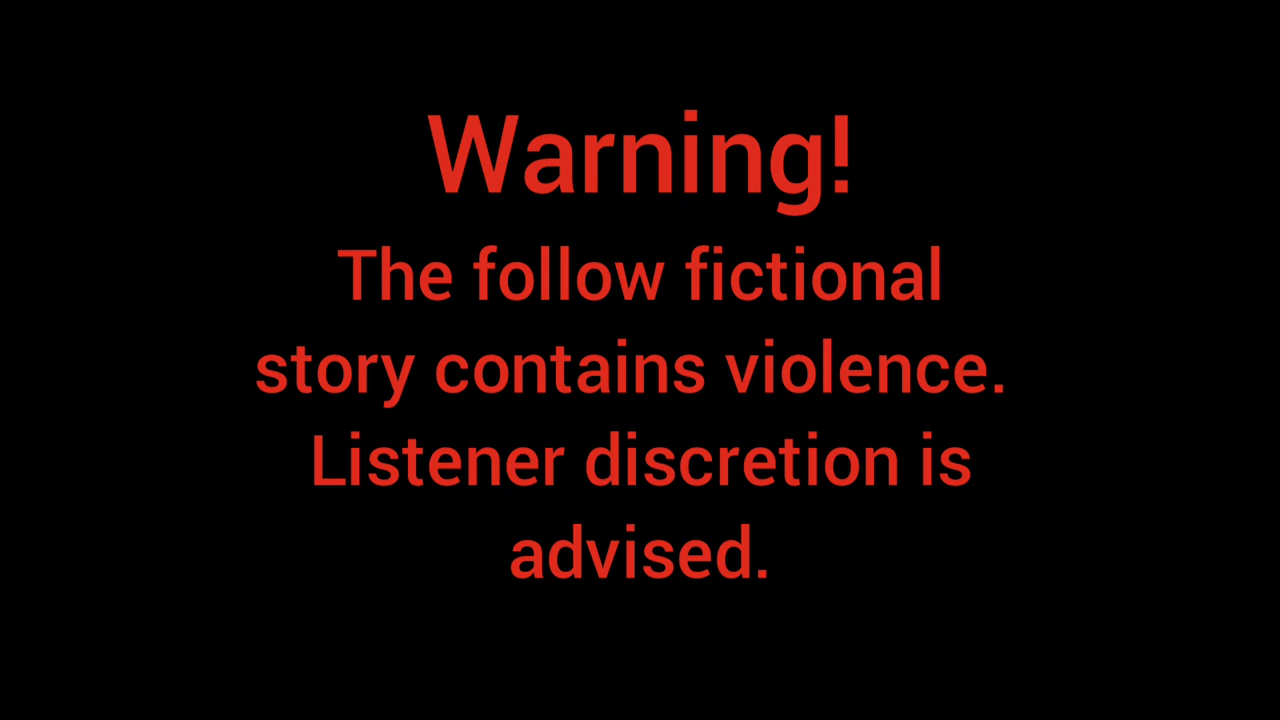 Warning!
The follow fictional
story contains violence.
Listener discretion is
advised.